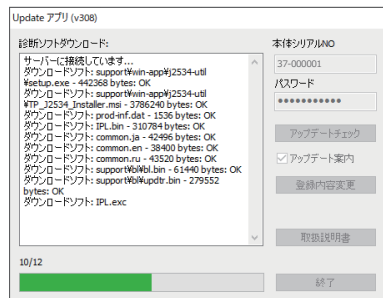 Update アプリ (v308)
診断ソフトダウンロード:
サーバーに接続しています...
ダウンロードソフト: support¥win-app¥j2534-util
¥setup.exe - 442368 bytes: OK
ダウンロードソフト: support¥win-app¥j2534-util
¥TP_J2534_Installer.msi - 3786240 bytes: OK
ダウンロードソフト: prod-inf.dat - 1536 bytes: OK
ダウンロードソフト: IPL.bin - 310784 bytes: OK
ダウンロードソフト: common.ja - 42496 bytes: OK
ダウンロードソフト: common.en - 38400 bytes: OK
ダウンロードソフト: common.ru - 43520 bytes: OK
ダウンロードソフト: support¥bl¥bl.bin - 61440 bytes: OK
ダウンロードソフト: support¥bl¥updtr.bin - 279552
bytes: OK
ダウンロードソフト: IPL.exc
10/12
本体シリアルNO
37-000001
パスワード
●●●●●●●●●●●
アップデートチェック
アップデート案内
登録内容変更
取扱説明書
終了